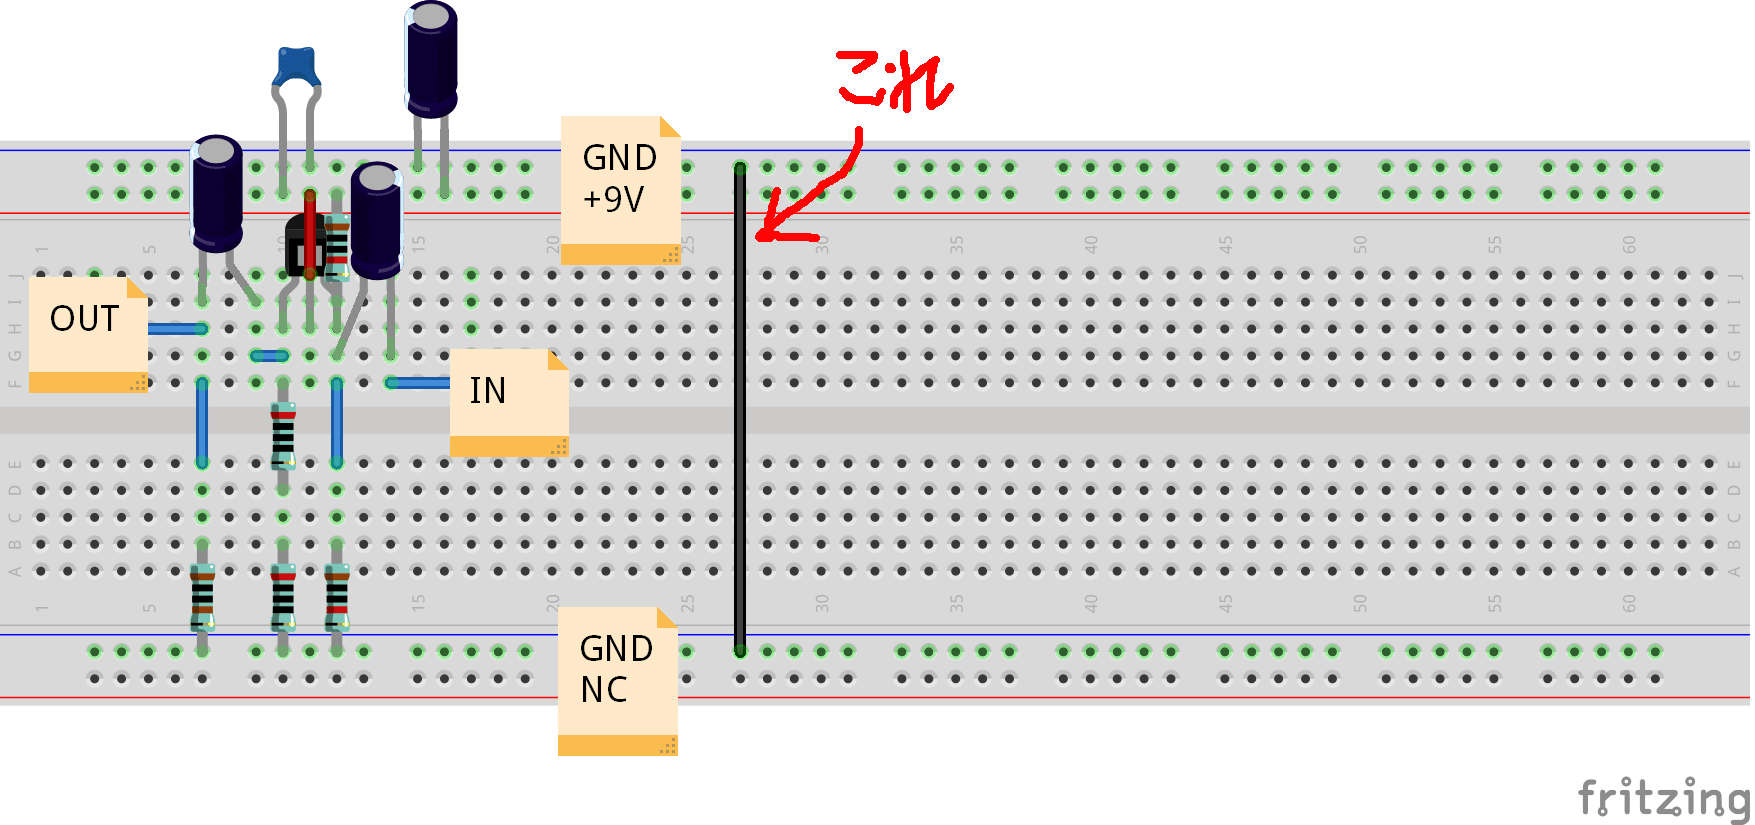 これ
GND
+9V
1 5 10 15 20 25 30 35 40 45 50 55 60
J J
I I
OUT
H H
G G
IN
F F
E E
D D
C C
B B
A A
1 5 15 20 25 30 35 40 45 50 55 60
GND
NC
fritzing